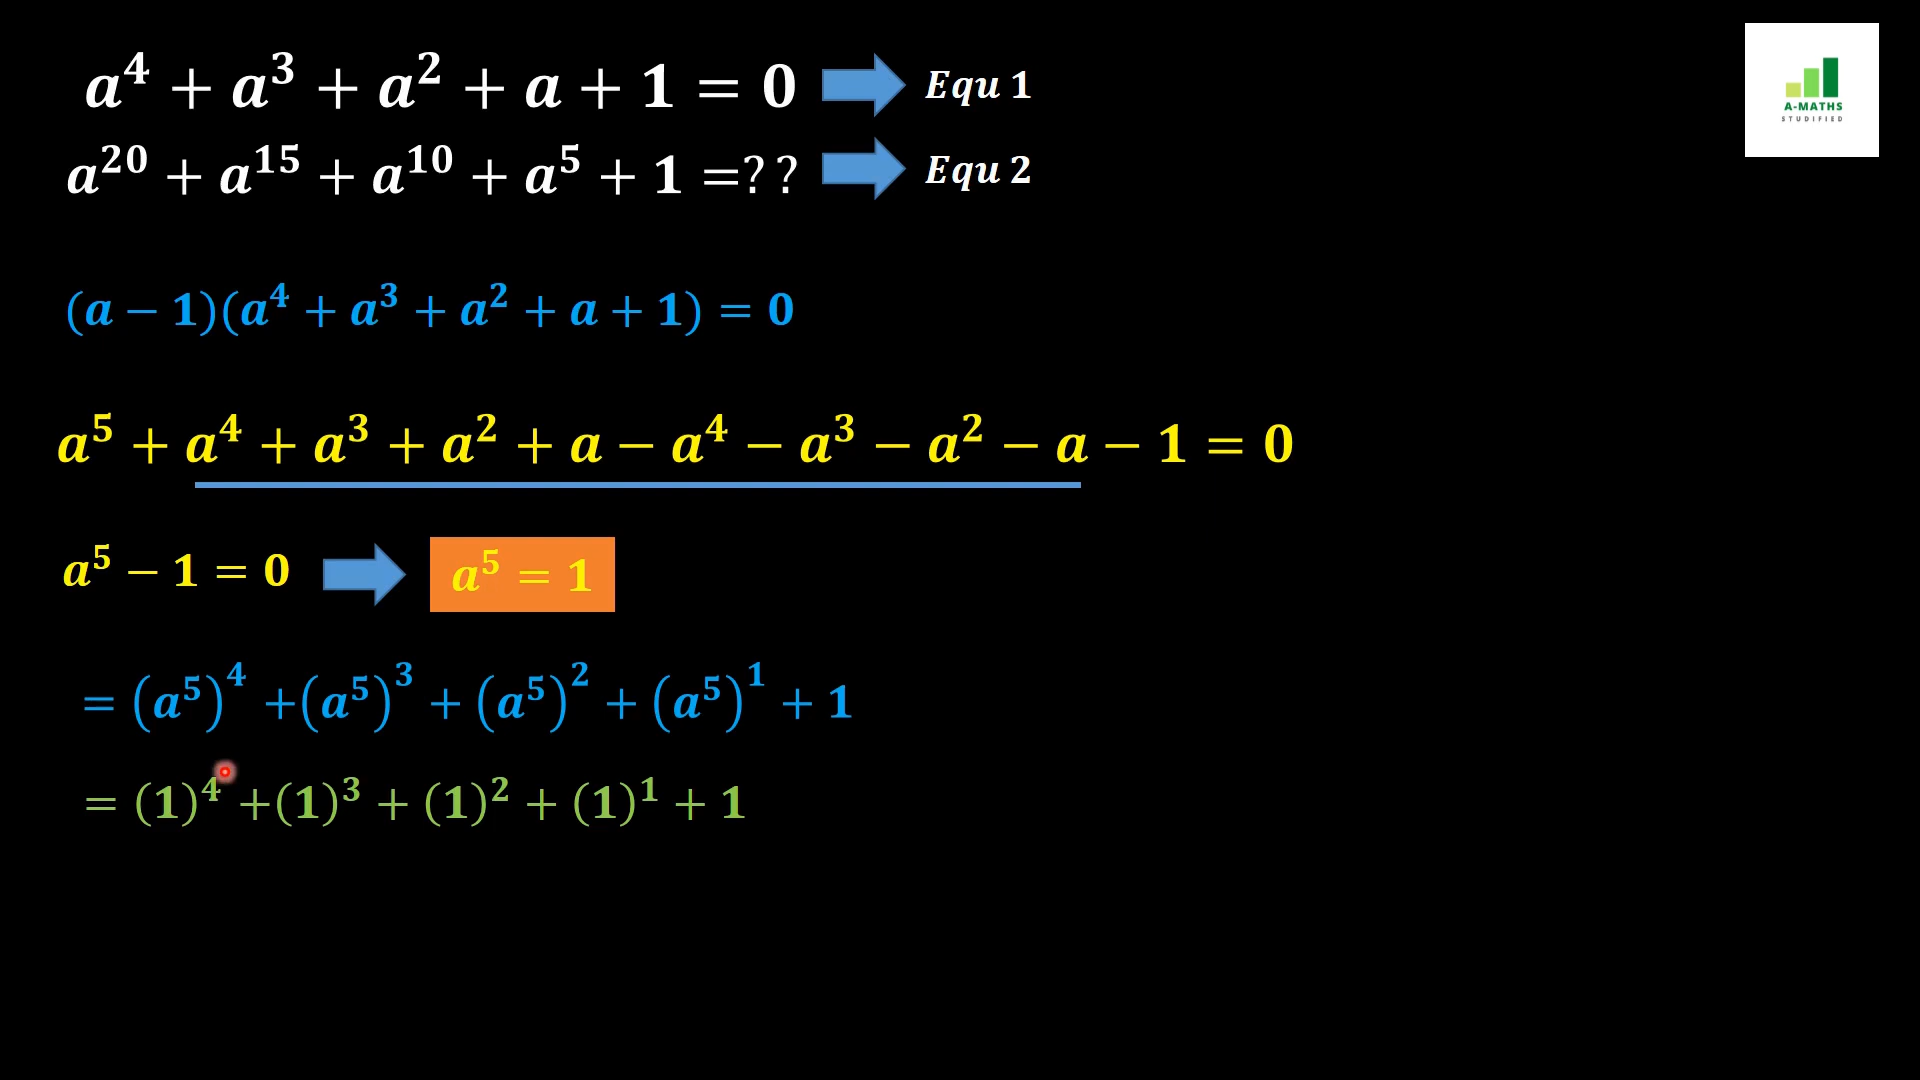 a⁴ + a³ + a² + a + 1 = 0 Equ 1
a²⁰ + a¹⁵ + a¹⁰ + a⁵ + 1 =?? Equ 2
A-MATHS
STUDIFIED
(a − 1)(a⁴ + a³ + a² + a + 1) = 0
a⁵ + a⁴ + a³ + a² + a − a⁴ − a³ − a² − a − 1 = 0
a⁵ − 1 = 0 a⁵ = 1
= (a⁵)⁴ +(a⁵)³ + (a⁵)² + (a⁵)¹ + 1
= (1)⁴ +(1)³ + (1)² + (1)¹ + 1